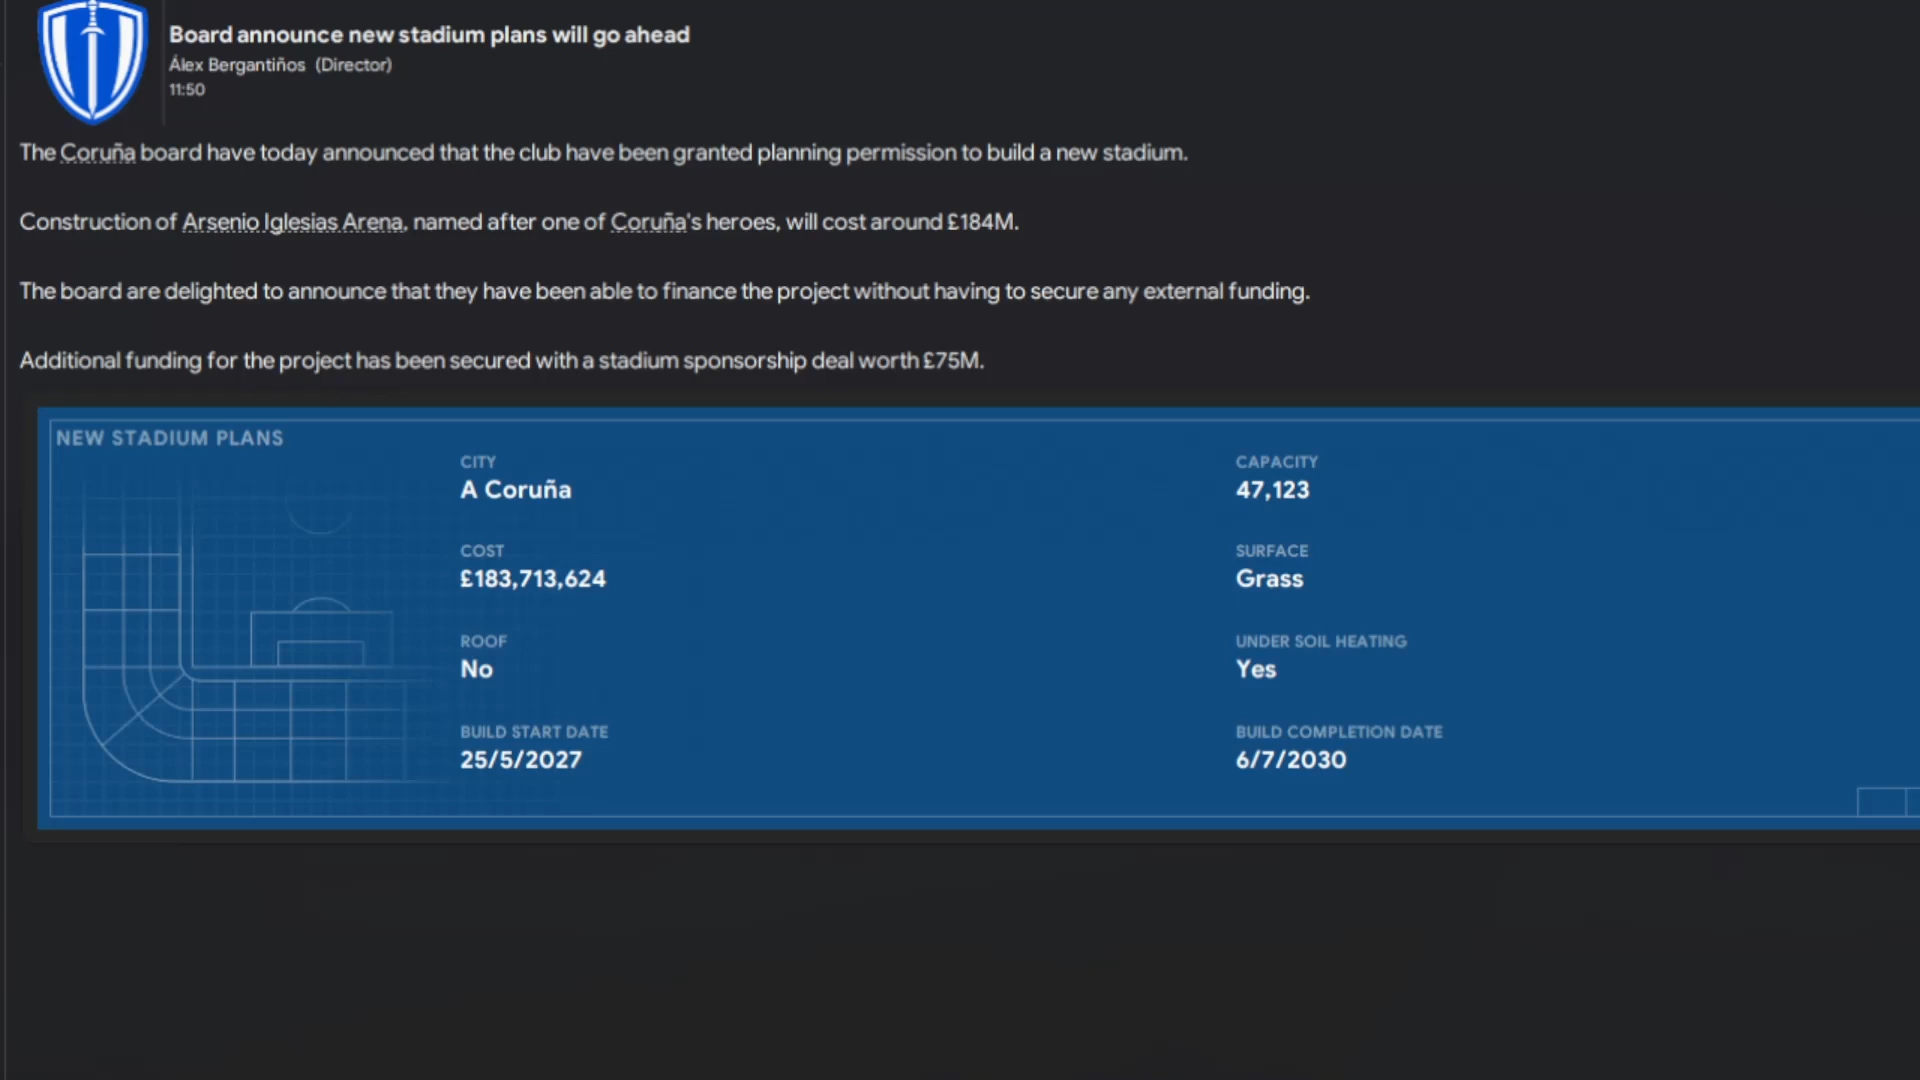 Board announce new stadium plans will go ahead
Álex Bergantiños (Director)
11:50
The Coruña board have today announced that the club have been granted planning permission to build a new stadium.
Construction of Arsenio Iglesias Arena, named after one of Coruña's heroes, will cost around £184M.
The board are delighted to announce that they have been able to finance the project without having to secure any external funding.
Additional funding for the project has been secured with a stadium sponsorship deal worth £75M.
NEW STADIUM PLANS
CITY
A Coruña
CAPACITY
47,123
COST
£183,713,624
SURFACE
Grass
ROOF
No
UNDER SOIL HEATING
Yes
BUILD START DATE
25/5/2027
BUILD COMPLETION DATE
6/7/2030